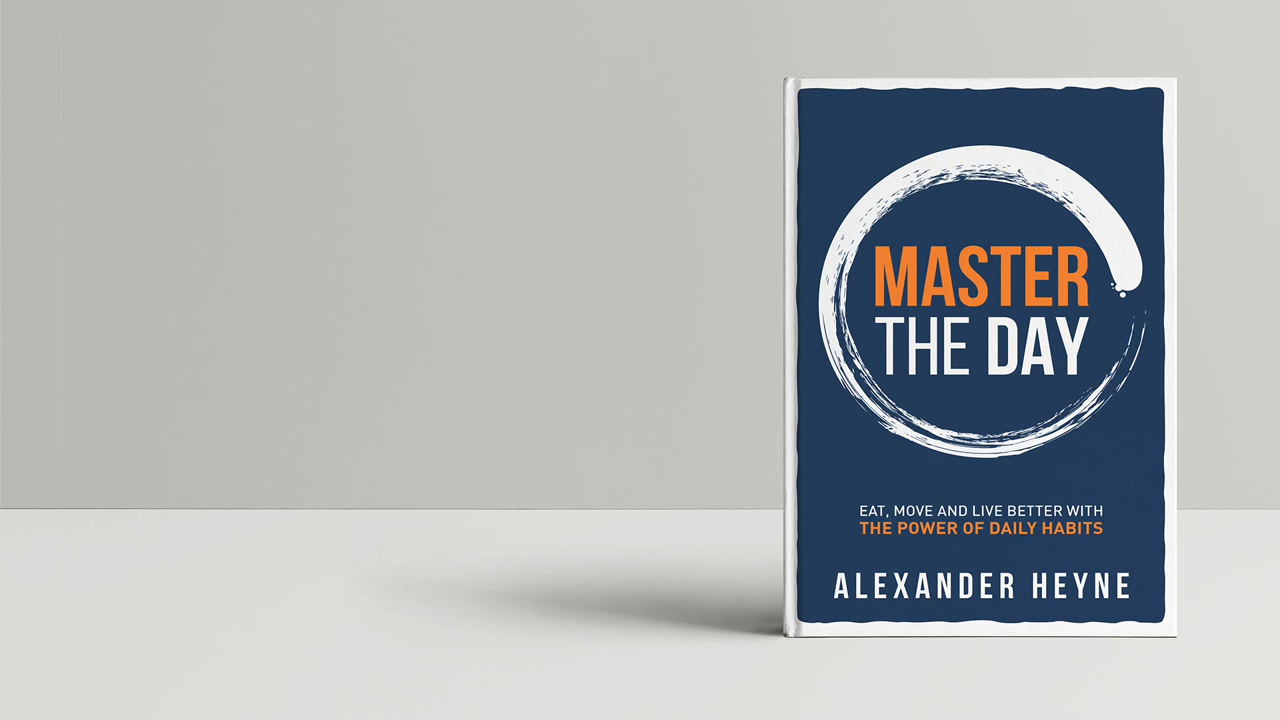 MASTER
THE DAY
EAT, MOVE AND LIVE BETTER WITH
THE POWER OF DAILY HABITS
ALEXANDER HEYNE